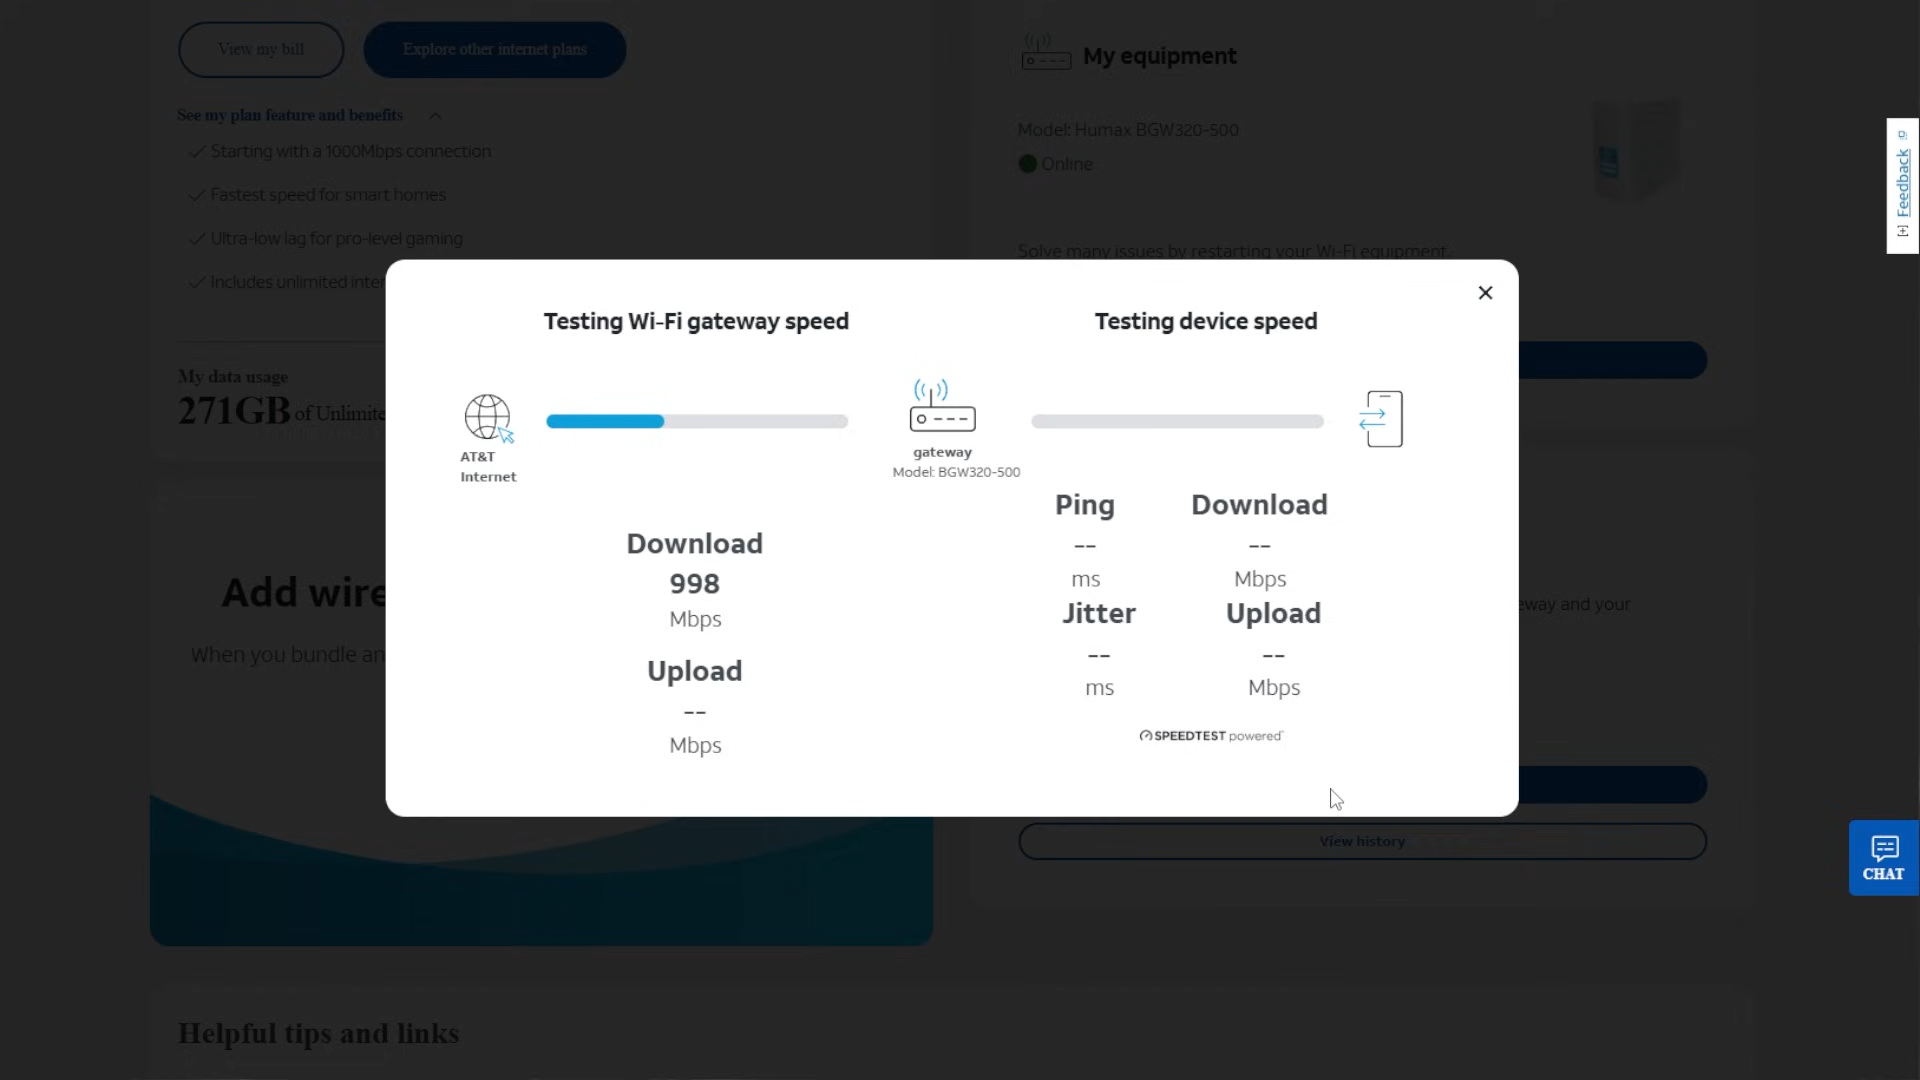 View my bill
Explore other internet plans
See my plan feature and benefits
Starting with a 1000Mbps connection
Fastest speed for smart homes
Ultra-low lag for pro-level gaming
Includes unlimited inter
My data usage
271GB of Unlimite
My equipment
Model: Humax BGW320-500
Online
Solve many issues by restarting your Wi-Fi equipment.
[+] Feedback
Testing Wi-Fi gateway speed
Testing device speed
AT&T
Internet
gateway
Model: BGW320-500
Download
998
Mbps
Upload
--
Mbps
Ping
--
ms
Download
--
Mbps
Jitter
--
ms
Upload
--
Mbps
SPEEDTEST powered
Add wire
When you bundle an
eway and your
View history
CHAT
Helpful tips and links